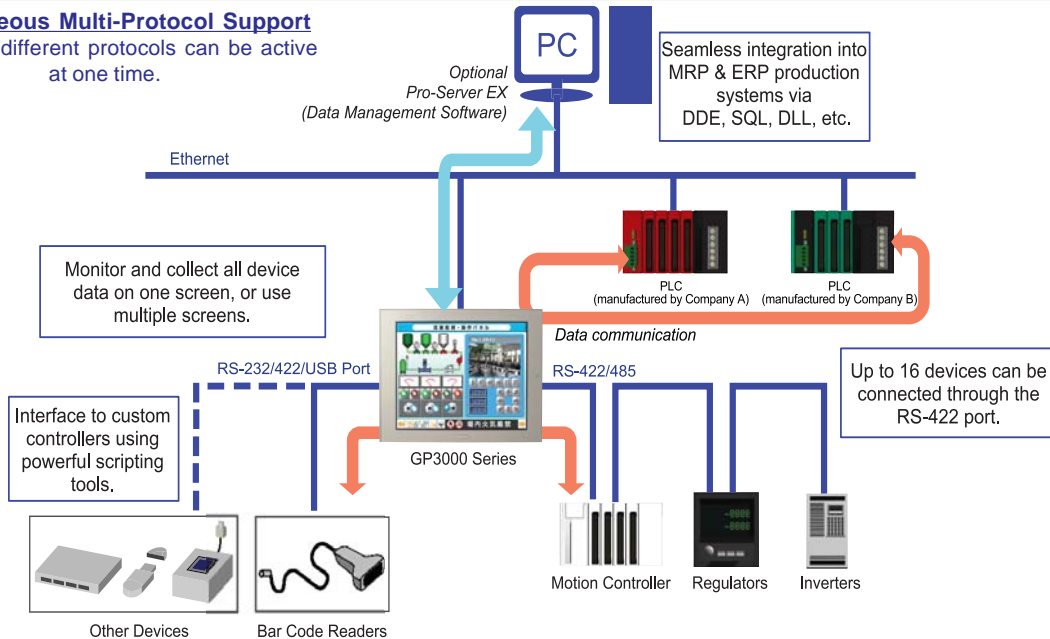 eous Multi-Protocol Support
different protocols can be active
at one time.
PC
Optional
Pro-Server EX
(Data Management Software)
Seamless integration into
MRP & ERP production
systems via
DDE, SQL, DLL, etc.
Ethernet
Monitor and collect all device
data on one screen, or use
multiple screens.
PLC
(manufactured by Company A)
PLC
(manufactured by Company B)
Data communication
RS-232/422/USB Port
RS-422/485
Up to 16 devices can be
connected through the
RS-422 port.
Interface to custom
controllers using
powerful scripting
tools.
GP3000 Series
Motion Controller
Regulators
Inverters
Other Devices
Bar Code Readers